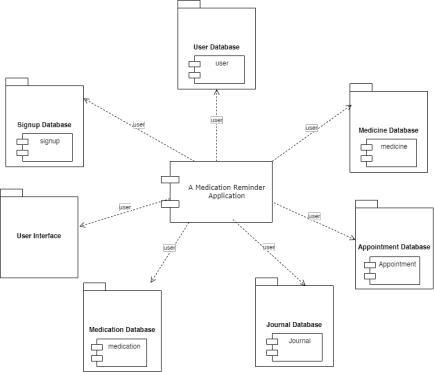 User Database
user
Signup Database
signup
user
user
user
Medicine Database
medicine
A Medication Reminder
Application
User Interface
user
user
Appointment Database
Appointment
user
user
Medication Database
medication
Journal Database
Journal